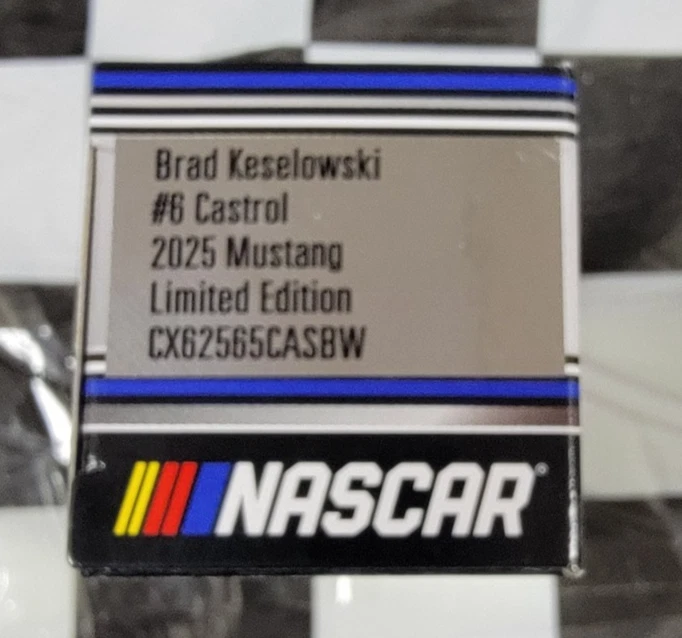 Brad Keselowski
#6 Castrol
2025 Mustang
Limited Edition
CX62565CASBW
NASCAR